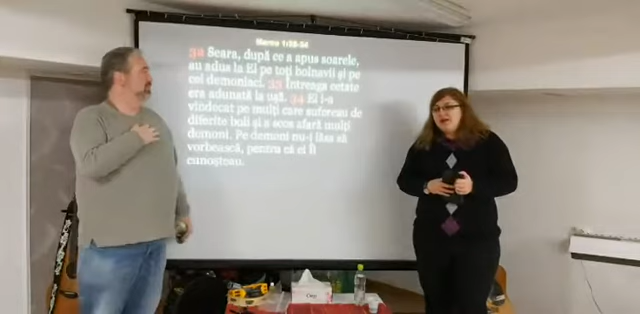 Marcu 1:32-34
32 Seara, după ce a apus soarele,
au adus la El pe toți bolnavii și pe
cei demoniaci. 33 Întreaga cetate
era adunată la ușă. 34 El i-a
vindecat pe mulți care sufereau de
diferite boli și a scos afară mulți
demoni. Pe demoni nu-i lăsa să
vorbească, pentru că ei Îl
cunoșteau.